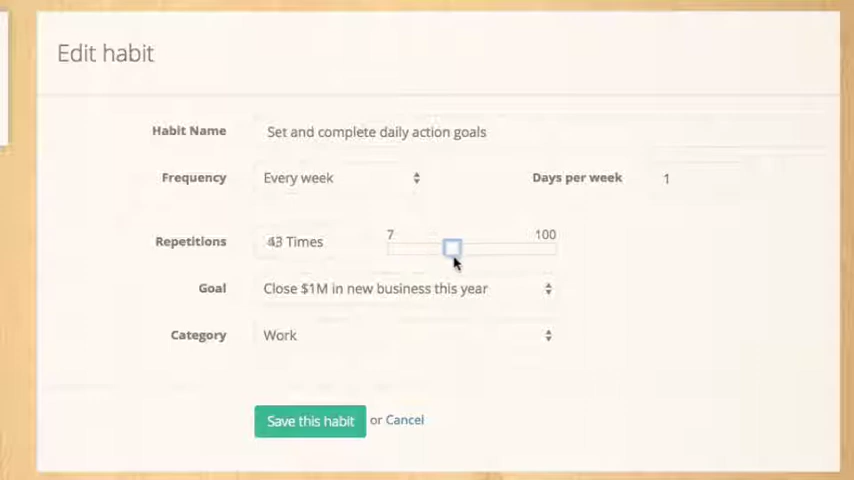 Edit habit
Habit Name Set and complete daily action goals
Frequency Every week Days per week 1
Repetitions 43 Times 7 100
Goal Close $1M in new business this year
Category Work
Save this habit or Cancel